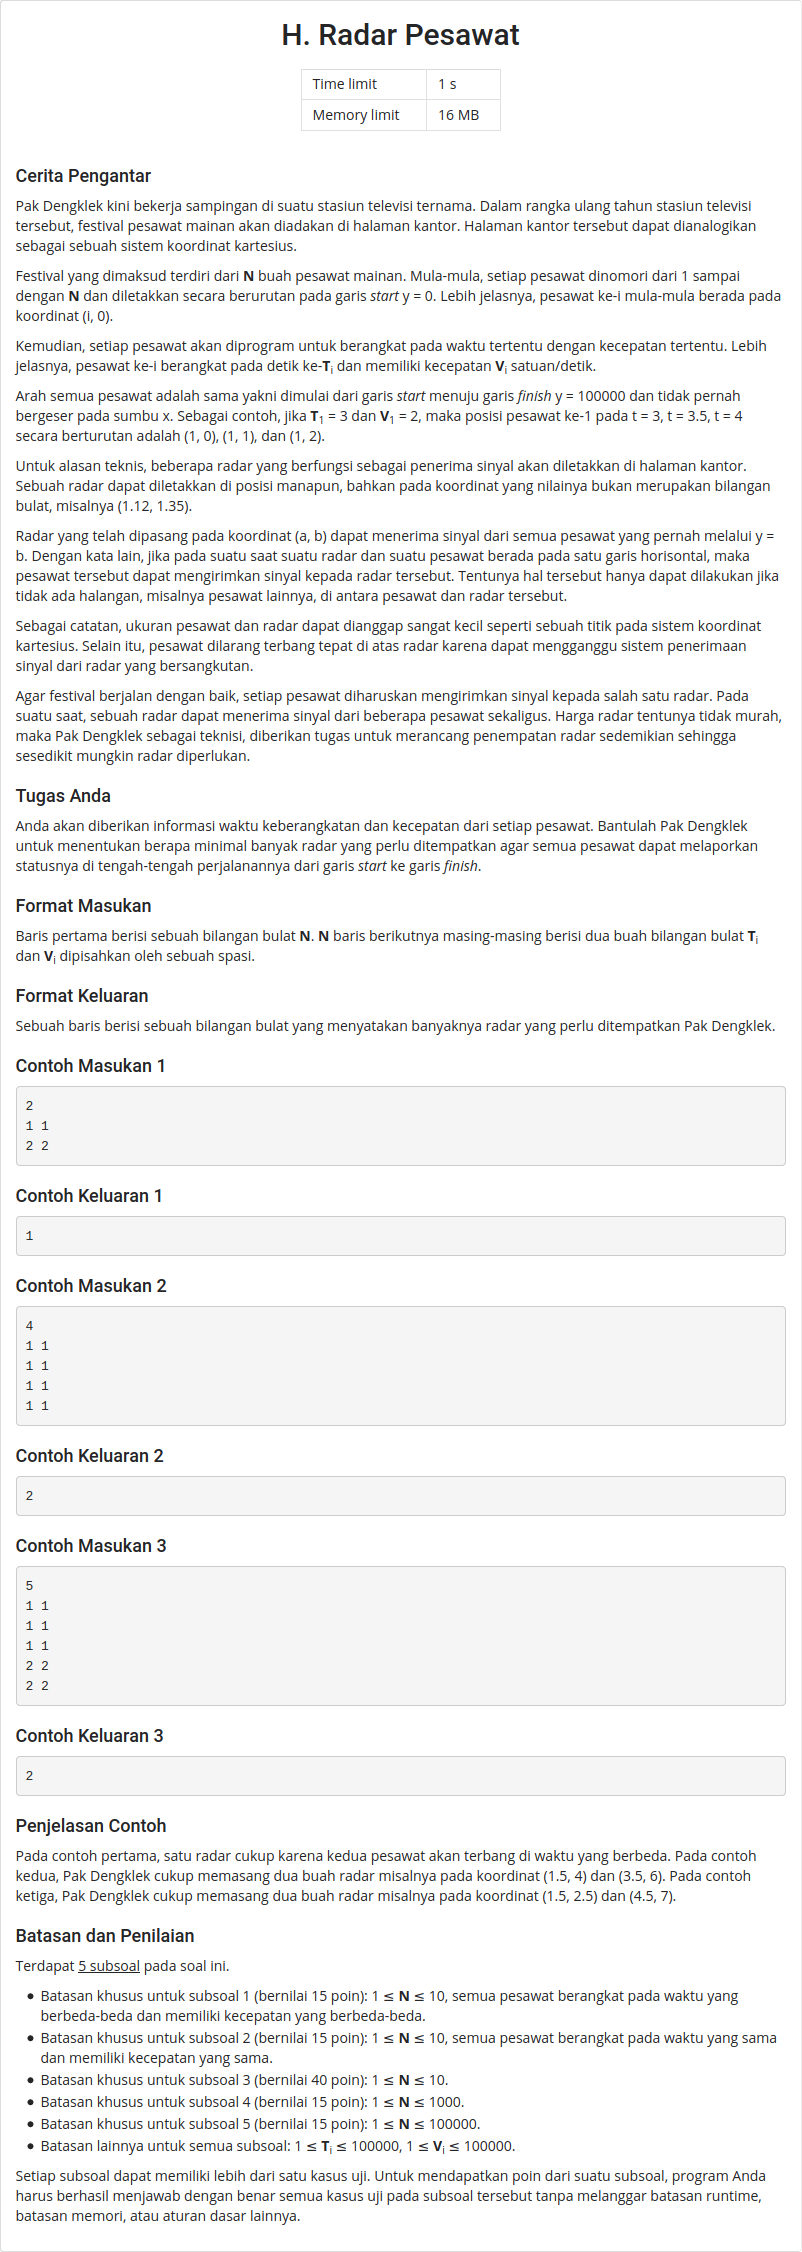 H. Radar Pesawat
Time limit 1 s
Memory limit 16 MB
Cerita Pengantar
Pak Dengklek kini bekerja sampingan di suatu stasiun televisi ternama. Dalam rangka ulang tahun stasiun televisi
tersebut, festival pesawat mainan akan diadakan di halaman kantor. Halaman kantor tersebut dapat dianalogikan
sebagai sebuah sistem koordinat kartesius.
Festival yang dimaksud terdiri dari N buah pesawat mainan. Mula-mula, setiap pesawat dinomori dari 1 sampai
dengan N dan diletakkan secara berurutan pada garis start y = 0. Lebih jelasnya, pesawat ke-i mula-mula berada pada
koordinat (i, 0).
Kemudian, setiap pesawat akan diprogram untuk berangkat pada waktu tertentu dengan kecepatan tertentu. Lebih
jelasnya, pesawat ke-i berangkat pada detik ke-Ti dan memiliki kecepatan Vi satuan/detik.
Arah semua pesawat adalah sama yakni dimulai dari garis start menuju garis finish y = 100000 dan tidak pernah
bergeser pada sumbu x. Sebagai contoh, jika T1 = 3 dan V1 = 2, maka posisi pesawat ke-1 pada t = 3, t = 3.5, t = 4
secara berturutan adalah (1, 0), (1, 1), dan (1, 2).
Untuk alasan teknis, beberapa radar yang berfungsi sebagai penerima sinyal akan diletakkan di halaman kantor.
Sebuah radar dapat diletakkan di posisi manapun, bahkan pada koordinat yang nilainya bukan merupakan bilangan
bulat, misalnya (1.12, 1.35).
Radar yang telah dipasang pada koordinat (a, b) dapat menerima sinyal dari semua pesawat yang pernah melalui y =
b. Dengan kata lain, jika pada suatu saat suatu radar dan suatu pesawat berada pada satu garis horisontal, maka
pesawat tersebut dapat mengirimkan sinyal kepada radar tersebut. Tentunya hal tersebut hanya dapat dilakukan jika
tidak ada halangan, misalnya pesawat lainnya, di antara pesawat dan radar tersebut.
Sebagai catatan, ukuran pesawat dan radar dapat dianggap sangat kecil seperti sebuah titik pada sistem koordinat
kartesius. Selain itu, pesawat dilarang terbang tepat di atas radar karena dapat mengganggu sistem penerimaan
sinyal dari radar yang bersangkutan.
Agar festival berjalan dengan baik, setiap pesawat diharuskan mengirimkan sinyal kepada salah satu radar. Pada
suatu saat, sebuah radar dapat menerima sinyal dari beberapa pesawat sekaligus. Harga radar tentunya tidak murah,
maka Pak Dengklek sebagai teknisi, diberikan tugas untuk merancang penempatan radar sedemikian sehingga
sesedikit mungkin radar diperlukan.
Tugas Anda
Anda akan diberikan informasi waktu keberangkatan dan kecepatan dari setiap pesawat. Bantulah Pak Dengklek
untuk menentukan berapa minimal banyak radar yang perlu ditempatkan agar semua pesawat dapat melaporkan
statusnya di tengah-tengah perjalanannya dari garis start ke garis finish.
Format Masukan
Baris pertama berisi sebuah bilangan bulat N. N baris berikutnya masing-masing berisi dua buah bilangan bulat Ti
dan Vi dipisahkan oleh sebuah spasi.
Format Keluaran
Sebuah baris berisi sebuah bilangan bulat yang menyatakan banyaknya radar yang perlu ditempatkan Pak Dengklek.
Contoh Masukan 1
2
1 1
2 2
Contoh Keluaran 1
1
Contoh Masukan 2
4
1 1
1 1
1 1
1 1
Contoh Keluaran 2
2
Contoh Masukan 3
5
1 1
1 1
1 1
2 2
2 2
Contoh Keluaran 3
2
Penjelasan Contoh
Pada contoh pertama, satu radar cukup karena kedua pesawat akan terbang di waktu yang berbeda. Pada contoh
kedua, Pak Dengklek cukup memasang dua buah radar misalnya pada koordinat (1.5, 4) dan (3.5, 6). Pada contoh
ketiga, Pak Dengklek cukup memasang dua buah radar misalnya pada koordinat (1.5, 2.5) dan (4.5, 7).
Batasan dan Penilaian
Terdapat 5 subsoal pada soal ini.
• Batasan khusus untuk subsoal 1 (bernilai 15 poin): 1 ≤ N ≤ 10, semua pesawat berangkat pada waktu yang
berbeda-beda dan memiliki kecepatan yang berbeda-beda.
• Batasan khusus untuk subsoal 2 (bernilai 15 poin): 1 ≤ N ≤ 10, semua pesawat berangkat pada waktu yang sama
dan memiliki kecepatan yang sama.
• Batasan khusus untuk subsoal 3 (bernilai 40 poin): 1 ≤ N ≤ 10.
• Batasan khusus untuk subsoal 4 (bernilai 15 poin): 1 ≤ N ≤ 1000.
• Batasan khusus untuk subsoal 5 (bernilai 15 poin): 1 ≤ N ≤ 100000.
• Batasan lainnya untuk semua subsoal: 1 ≤ Ti ≤ 100000, 1 ≤ Vi ≤ 100000.
Setiap subsoal dapat memiliki lebih dari satu kasus uji. Untuk mendapatkan poin dari suatu subsoal, program Anda
harus berhasil menjawab dengan benar semua kasus uji pada subsoal tersebut tanpa melanggar batasan runtime,
batasan memori, atau aturan dasar lainnya.